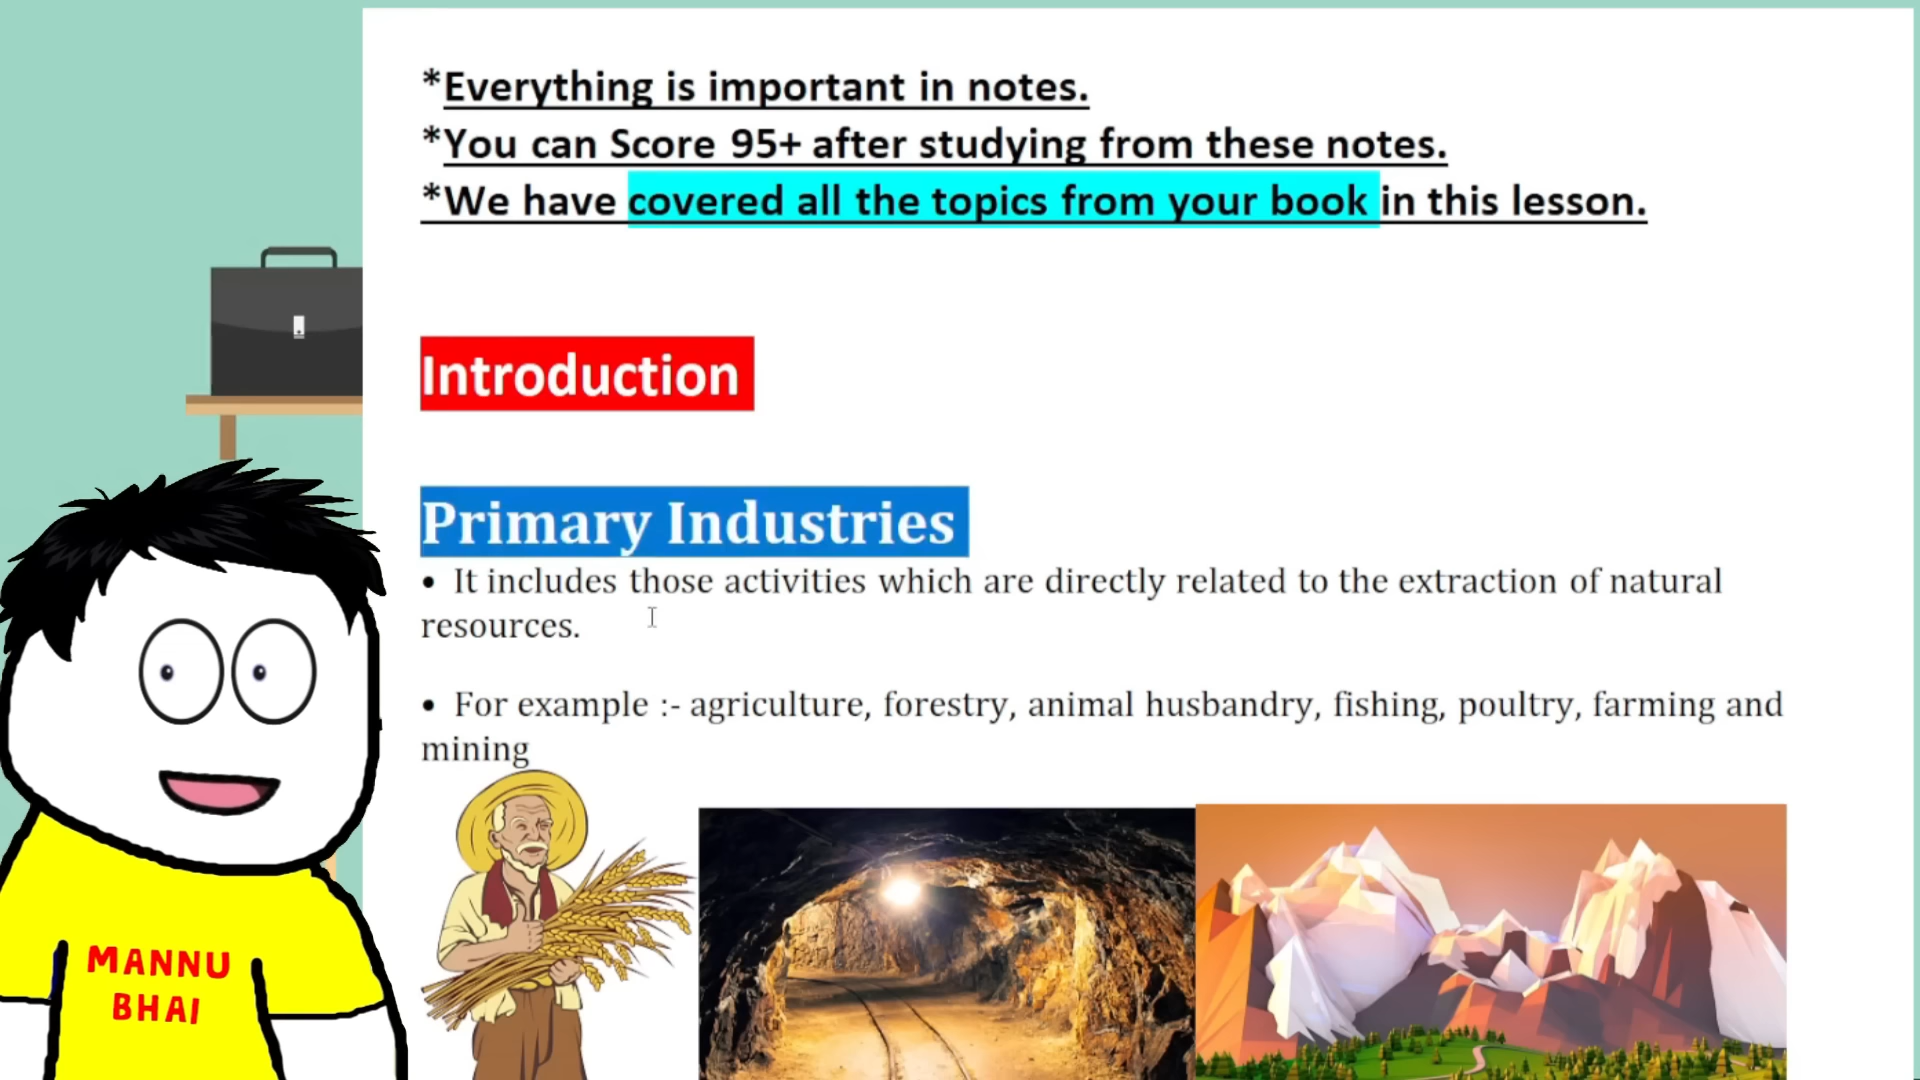 *Everything is important in notes.
*You can Score 95+ after studying from these notes.
*We have covered all the topics from your book in this lesson.
Introduction
Primary Industries
• It includes those activities which are directly related to the extraction of natural
resources.
• For example :- agriculture, forestry, animal husbandry, fishing, poultry, farming and
mining
MANNU
BHAI